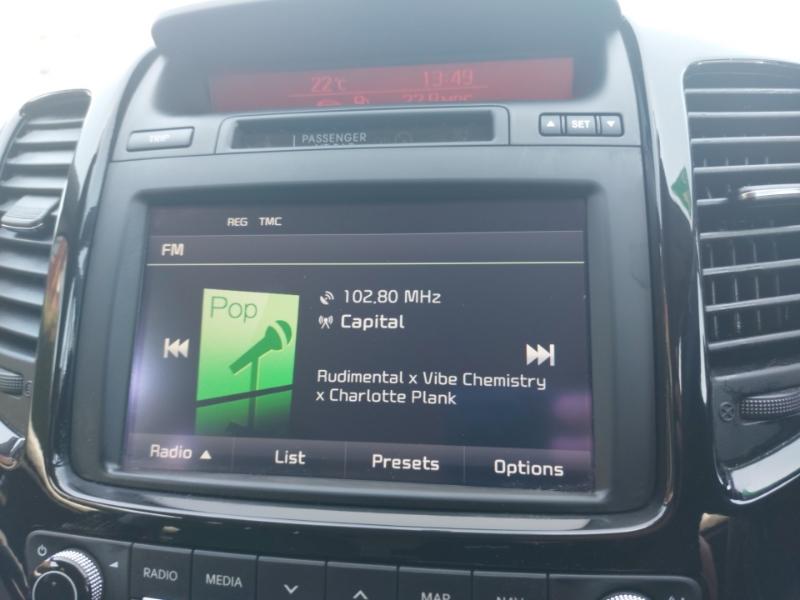 22°C 13:49
PASSENGER
TRIP
SET
REG TMC
FM
Pop
102.80 MHz
Capital
Rudimental x Vibe Chemistry
x Charlotte Plank
Radio ▲ List Presets Options
RADIO MEDIA MAP